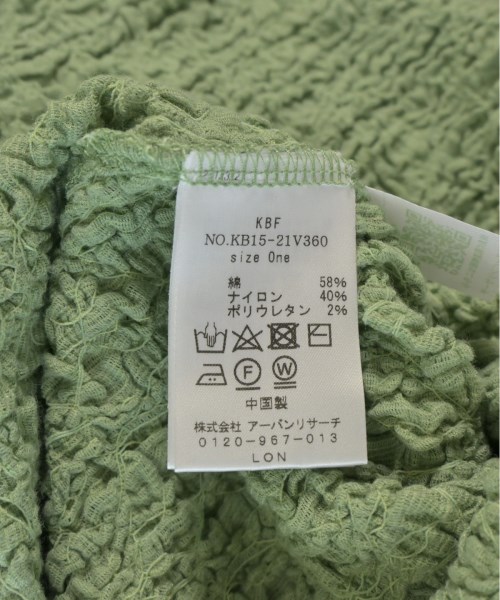 KBF
NO.KB15-21V360
size One
綿 58%
ナイロン 40%
ポリウレタン 2%
F W
中国製
株式会社 アーバンリサーチ
0120-967-013
LON